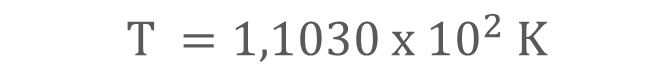 T = 1,1030 x 10² K